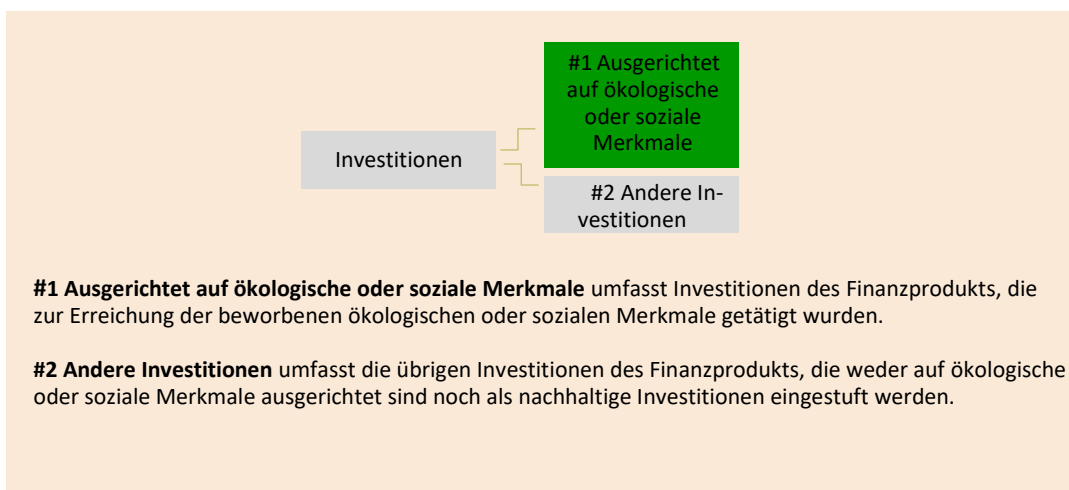 #1 Ausgerichtet
auf ökologische
oder soziale
Merkmale
Investitionen
#2 Andere In-
vestitionen
#1 Ausgerichtet auf ökologische oder soziale Merkmale umfasst Investitionen des Finanzprodukts, die
zur Erreichung der beworbenen ökologischen oder sozialen Merkmale getätigt wurden.
#2 Andere Investitionen umfasst die übrigen Investitionen des Finanzprodukts, die weder auf ökologische
oder soziale Merkmale ausgerichtet sind noch als nachhaltige Investitionen eingestuft werden.